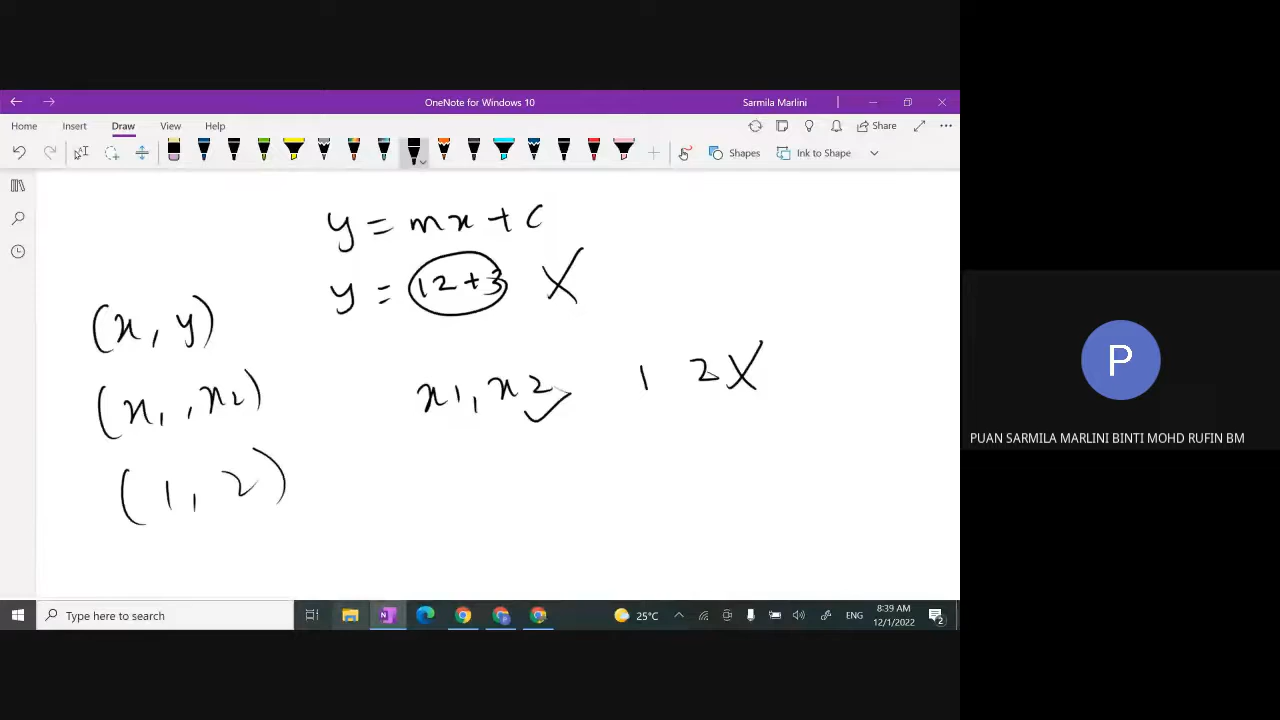 OneNote for Windows 10
Sarmila Marlini
Home Insert Draw View Help
Share
Shapes
Ink to Shape
y = mx + c
y = 12+3 X
(x, y)
x1, x2 ✓ 1 2 X
(x₁, x₂)
(1, 2)
P
PUAN SARMILA MARLINI BINTI MOHD RUFIN BM
Type here to search
25°C
ENG
8:39 AM
12/1/2022
2